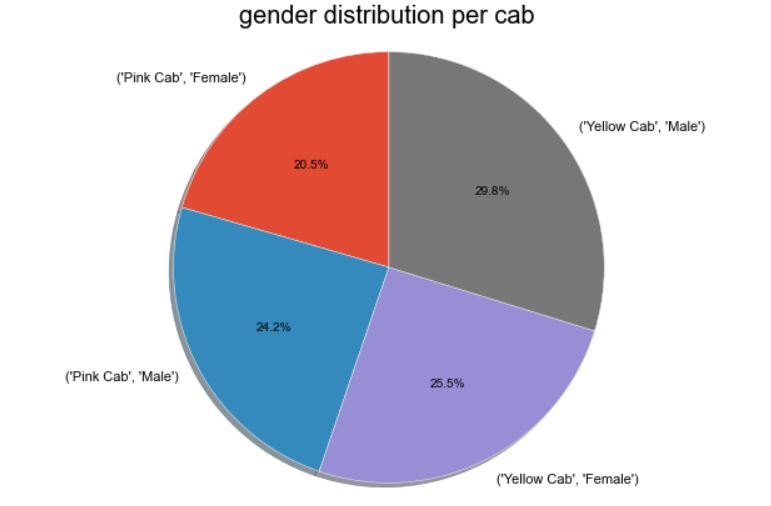 gender distribution per cab
('Pink Cab', 'Female')
('Yellow Cab', 'Male')
20.5%
29.8%
24.2%
('Pink Cab', 'Male')
25.5%
('Yellow Cab', 'Female')